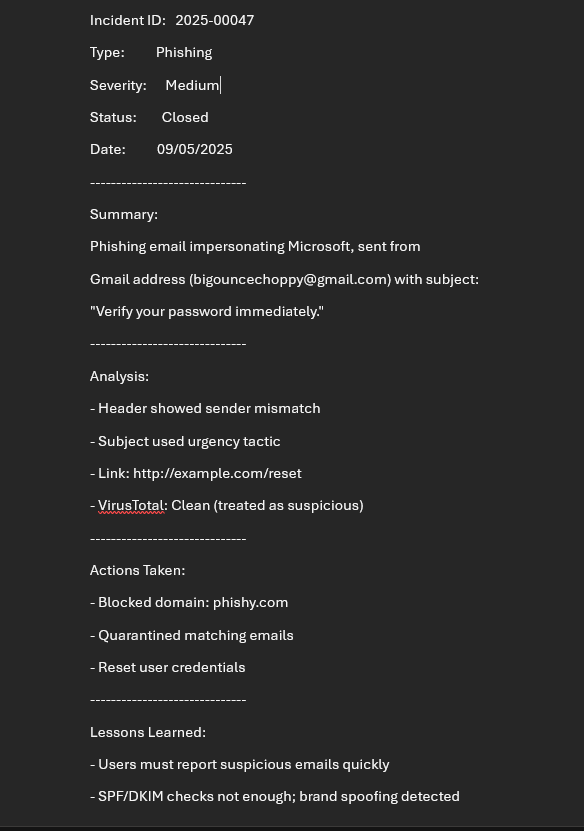 Incident ID: 2025-00047
Type: Phishing
Severity: Medium
Status: Closed
Date: 09/05/2025
------------------------------
Summary:
Phishing email impersonating Microsoft, sent from
Gmail address (bigouncechoppy@gmail.com) with subject:
"Verify your password immediately."
------------------------------
Analysis:
- Header showed sender mismatch
- Subject used urgency tactic
- Link: http://example.com/reset
- VirusTotal: Clean (treated as suspicious)
------------------------------
Actions Taken:
- Blocked domain: phishy.com
- Quarantined matching emails
- Reset user credentials
------------------------------
Lessons Learned:
- Users must report suspicious emails quickly
- SPF/DKIM checks not enough; brand spoofing detected